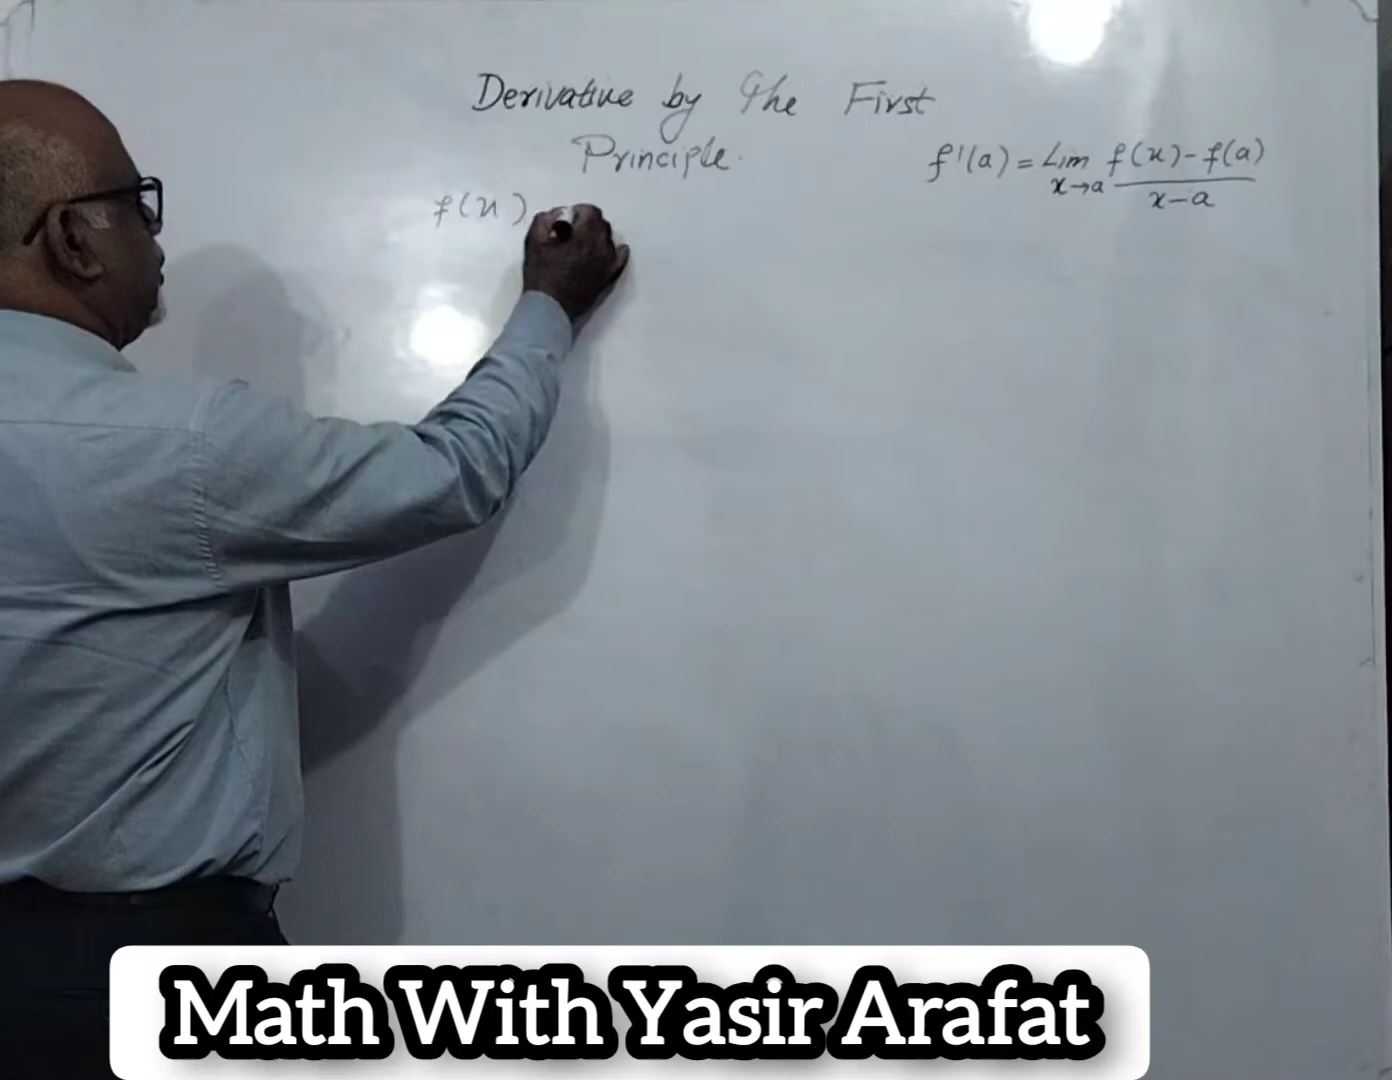 Derivative by the First
Principle.
f'(a) = Lim f(x) - f(a)
x→a x-a
f(x)
Math With Yasir Arafat